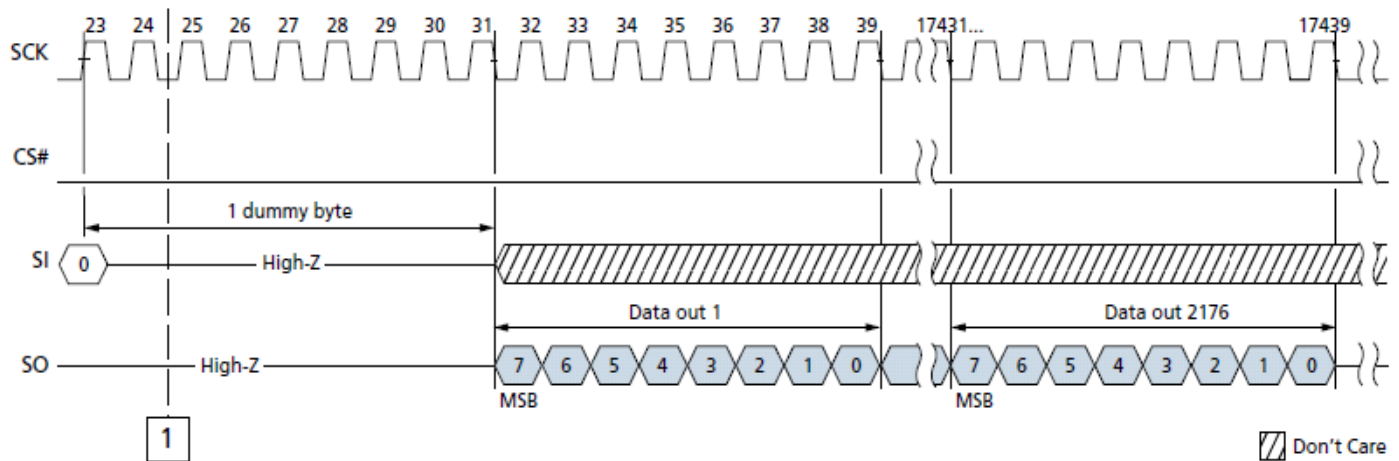 23 24 25 26 27 28 29 30 31 32 33 34 35 36 37 38 39 17431... 17439
SCK
CS#
1 dummy byte
SI 0 High-Z
Data out 1 Data out 2176
SO High-Z 7 6 5 4 3 2 1 0 7 6 5 4 3 2 1 0
MSB MSB
1
Don't Care